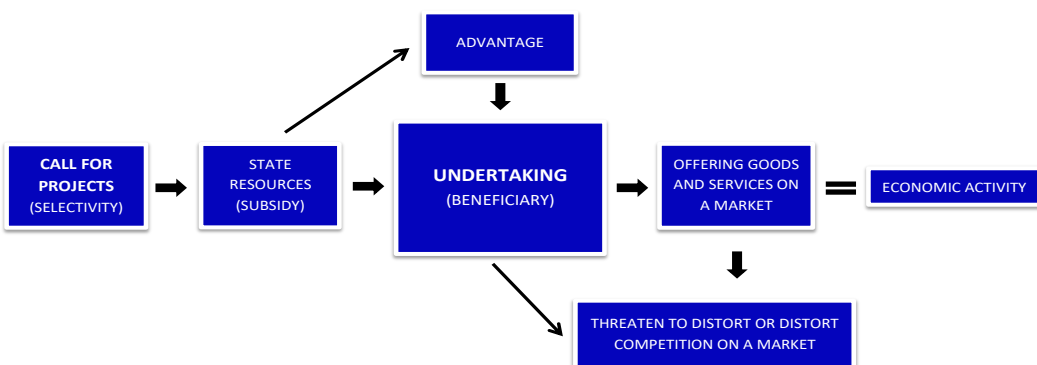 ADVANTAGE
CALL FOR
PROJECTS
(SELECTIVITY)
STATE
RESOURCES
(SUBSIDY)
UNDERTAKING
(BENEFICIARY)
OFFERING GOODS
AND SERVICES ON
A MARKET
ECONOMIC ACTIVITY
THREATEN TO DISTORT OR DISTORT
COMPETITION ON A MARKET